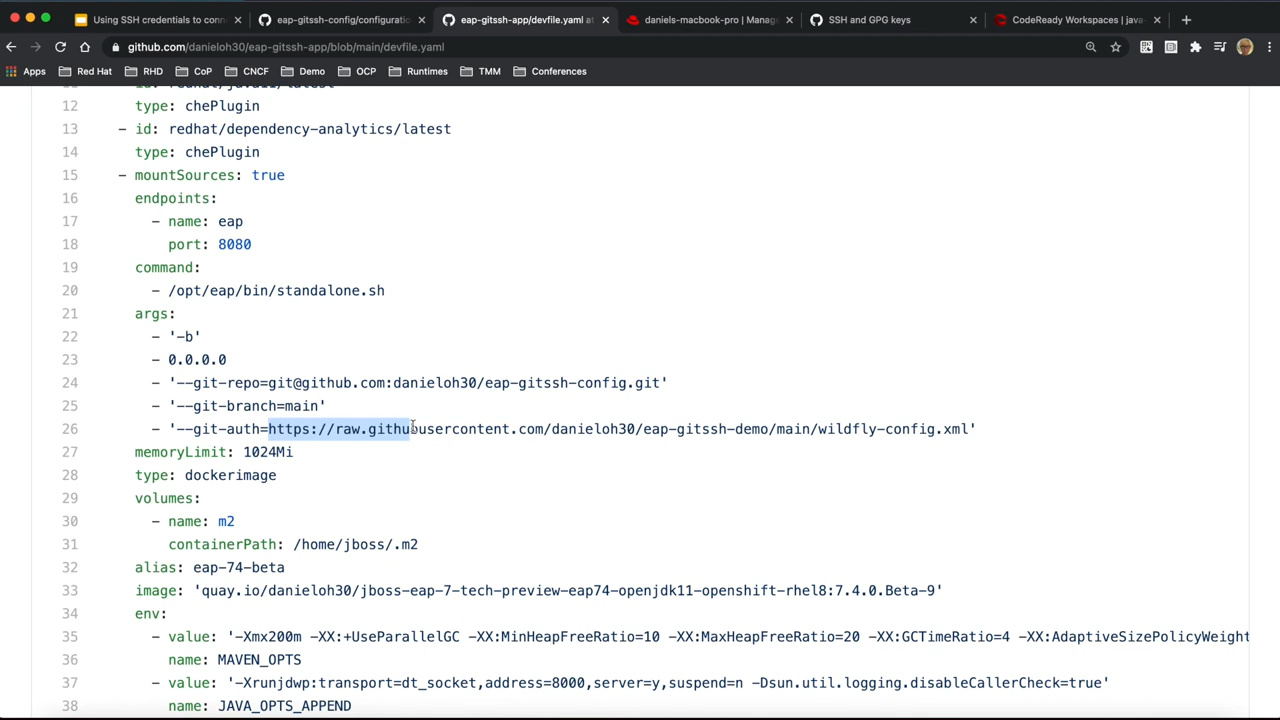 Using SSH credentials to conn
eap-gitssh-config/configuratio
eap-gitssh-app/devfile.yaml at
daniels-macbook-pro | Manage
SSH and GPG keys
CodeReady Workspaces | java-
github.com/danieloh30/eap-gitssh-app/blob/main/devfile.yaml
Apps Red Hat RHD CoP CNCF Demo OCP Runtimes TMM Conferences
12 type: chePlugin
13 - id: redhat/dependency-analytics/latest
14 type: chePlugin
15 - mountSources: true
16 endpoints:
17 - name: eap
18 port: 8080
19 command:
20 - /opt/eap/bin/standalone.sh
21 args:
22 - '-b'
23 - 0.0.0.0
24 - '--git-repo=git@github.com:danieloh30/eap-gitssh-config.git'
25 - '--git-branch=main'
26 - '--git-auth=https://raw.githubusercontent.com/danieloh30/eap-gitssh-demo/main/wildfly-config.xml'
27 memoryLimit: 1024Mi
28 type: dockerimage
29 volumes:
30 - name: m2
31 containerPath: /home/jboss/.m2
32 alias: eap-74-beta
33 image: 'quay.io/danieloh30/jboss-eap-7-tech-preview-eap74-openjdk11-openshift-rhel8:7.4.0.Beta-9'
34 env:
35 - value: '-Xmx200m -XX:+UseParallelGC -XX:MinHeapFreeRatio=10 -XX:MaxHeapFreeRatio=20 -XX:GCTimeRatio=4 -XX:AdaptiveSizePolicyWeight
36 name: MAVEN_OPTS
37 - value: '-Xrunjdwp:transport=dt_socket,address=8000,server=y,suspend=n -Dsun.util.logging.disableCallerCheck=true'
38 name: JAVA_OPTS_APPEND